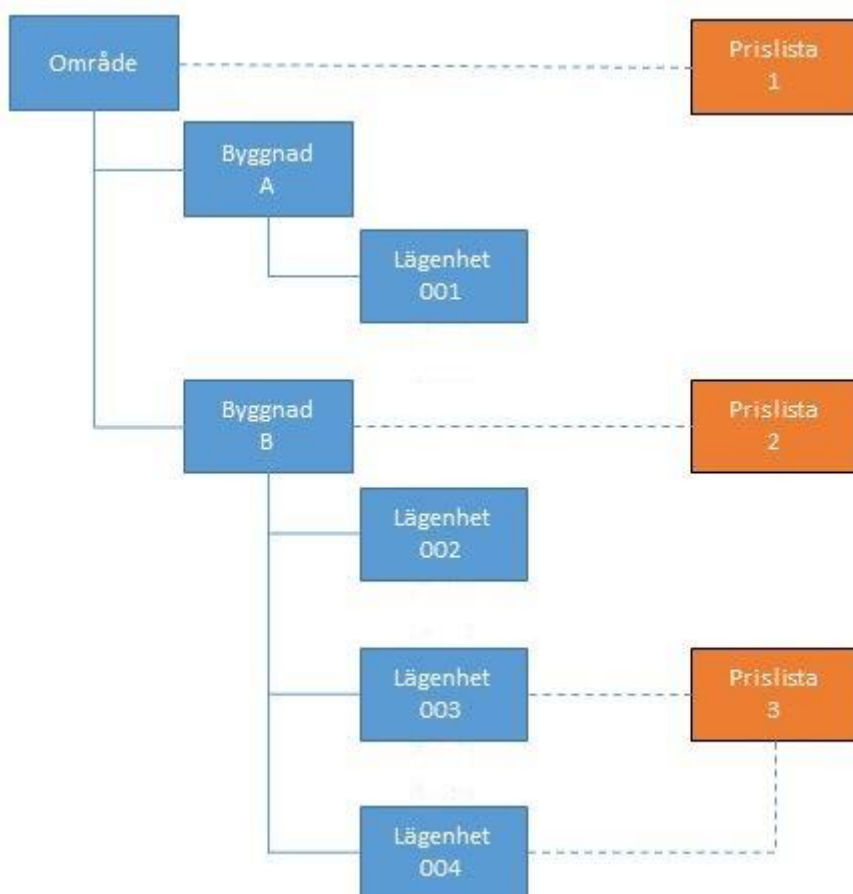 Område
Prislista
1
Byggnad
A
Lägenhet
001
Byggnad
B
Prislista
2
Lägenhet
002
Lägenhet
003
Prislista
3
Lägenhet
004